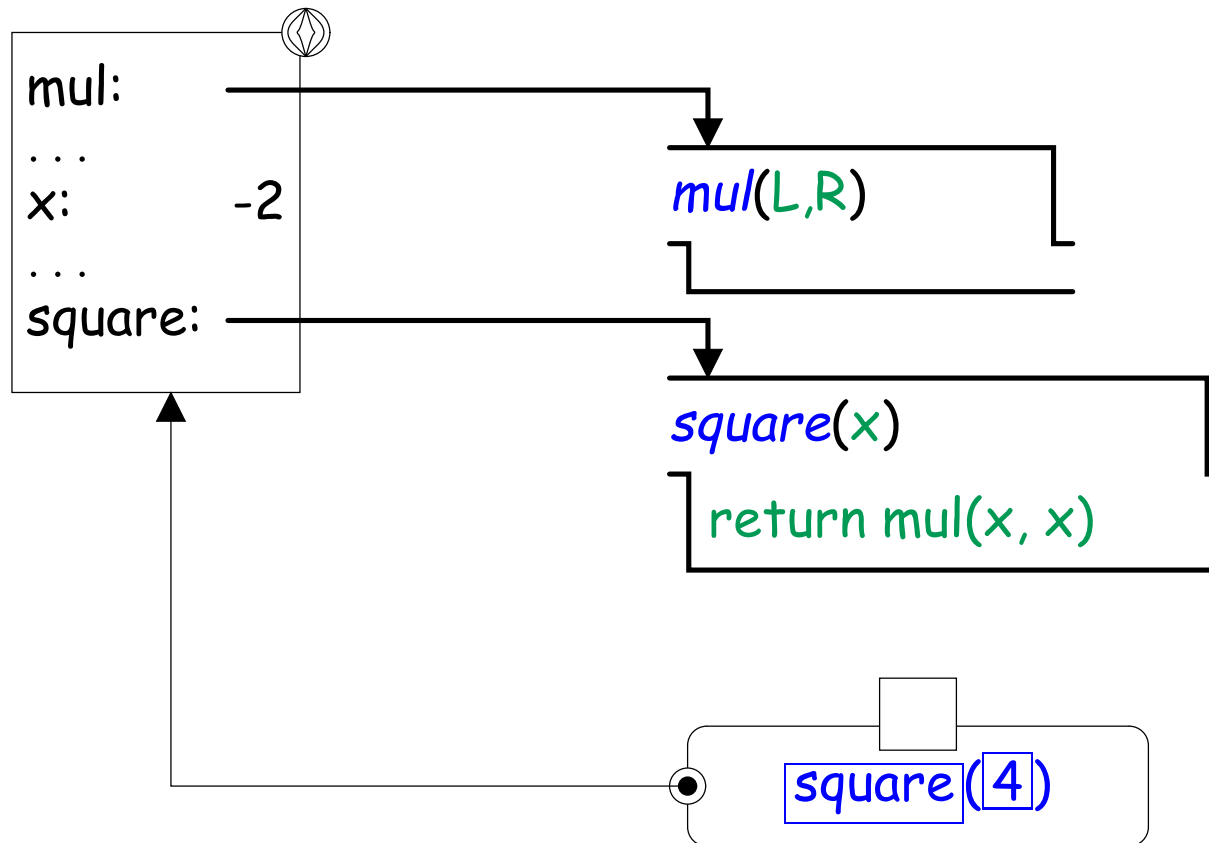 mul:
. . .
x: -2
. . .
square:
mul(L,R)
square(x)
return mul(x, x)
square(4)